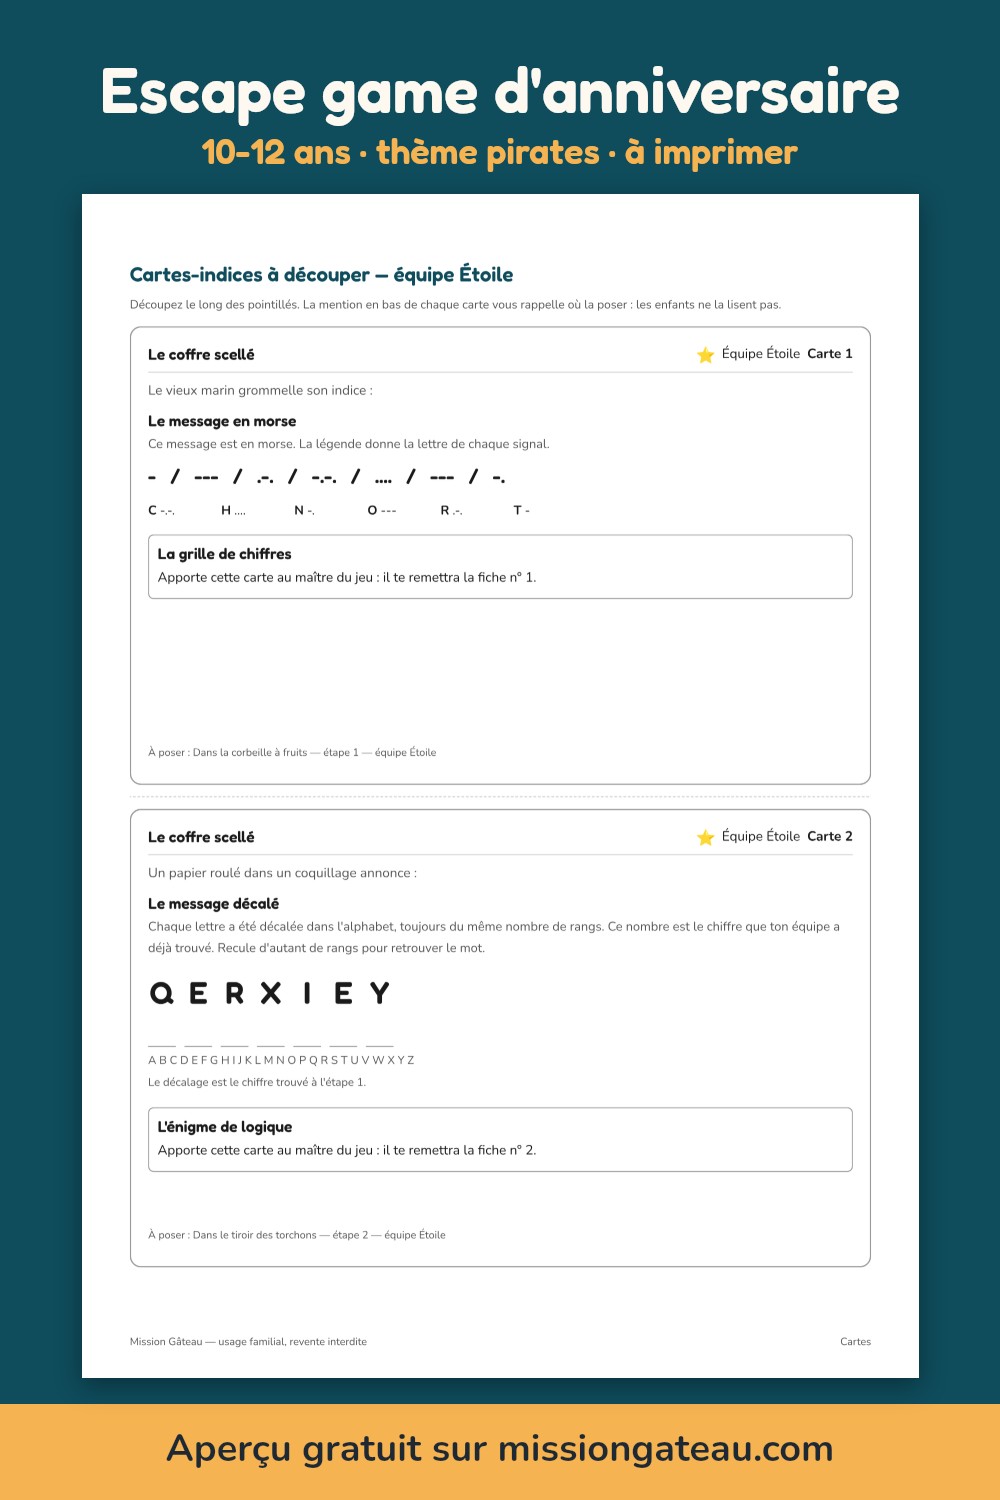 Escape game d'anniversaire
10-12 ans · thème pirates · à imprimer
Cartes-indices à découper — équipe Étoile
Découpez le long des pointillés. La mention en bas de chaque carte vous rappelle où la poser : les enfants ne la lisent pas.
Le coffre scellé
⭐ Équipe Étoile Carte 1
Le vieux marin grommelle son indice :
Le message en morse
Ce message est en morse. La légende donne la lettre de chaque signal.
- / --- / .-. / -.-. / .... / --- / -.
C -.-. H .... N -. O --- R .-. T -
La grille de chiffres
Apporte cette carte au maître du jeu : il te remettra la fiche n° 1.
À poser : Dans la corbeille à fruits — étape 1 — équipe Étoile
Le coffre scellé
⭐ Équipe Étoile Carte 2
Un papier roulé dans un coquillage annonce :
Le message décalé
Chaque lettre a été décalée dans l'alphabet, toujours du même nombre de rangs. Ce nombre est le chiffre que ton équipe a
déjà trouvé. Recule d'autant de rangs pour retrouver le mot.
Q E R X I E Y
A B C D E F G H I J K L M N O P Q R S T U V W X Y Z
Le décalage est le chiffre trouvé à l'étape 1.
L'énigme de logique
Apporte cette carte au maître du jeu : il te remettra la fiche n° 2.
À poser : Dans le tiroir des torchons — étape 2 — équipe Étoile
Mission Gâteau — usage familial, revente interdite
Cartes
Aperçu gratuit sur missiongateau.com